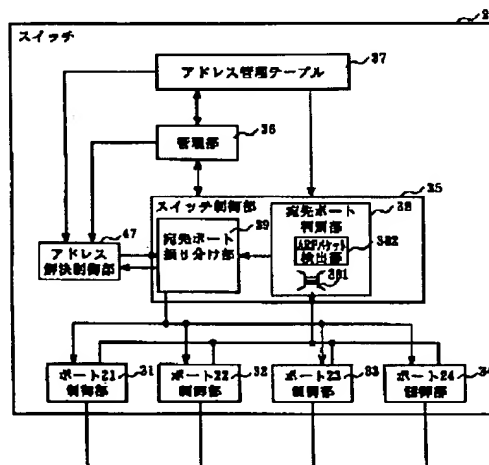 スイッチ
アドレス管理テーブル
37
管理部
36
35
スイッチ制御部
宛先ポート
振り分け部
39
宛先ポート
判別部
38
ARPパケット
検出部
382
381
47
アドレス
解決制御部
ポート21
制御部
31
ポート22
制御部
32
ポート23
制御部
33
ポート24
制御部